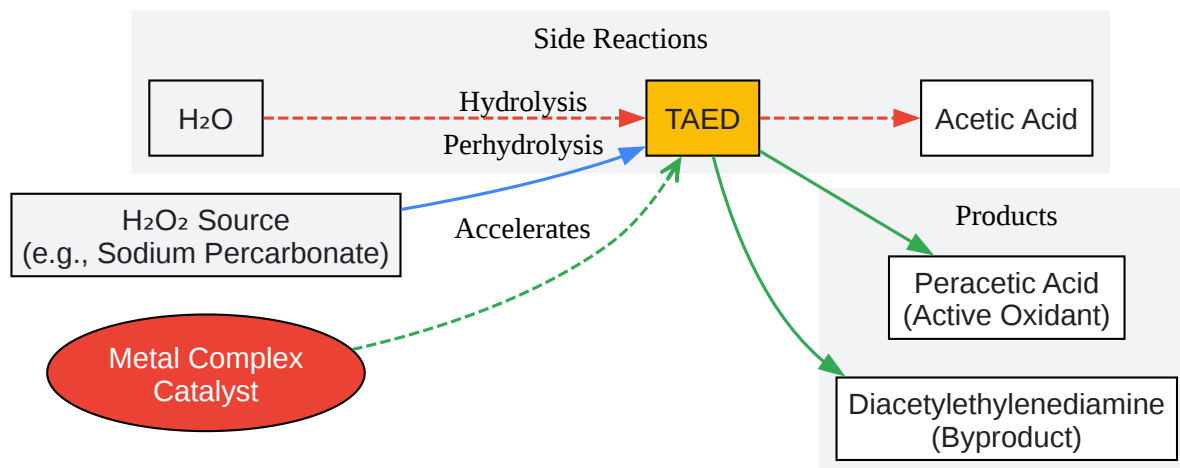 Side Reactions
H₂O
Hydrolysis
TAED
Acetic Acid
Perhydrolysis
H₂O₂ Source
(e.g., Sodium Percarbonate)
Accelerates
Products
Peracetic Acid
(Active Oxidant)
Metal Complex
Catalyst
Diacetylethylenediamine
(Byproduct)